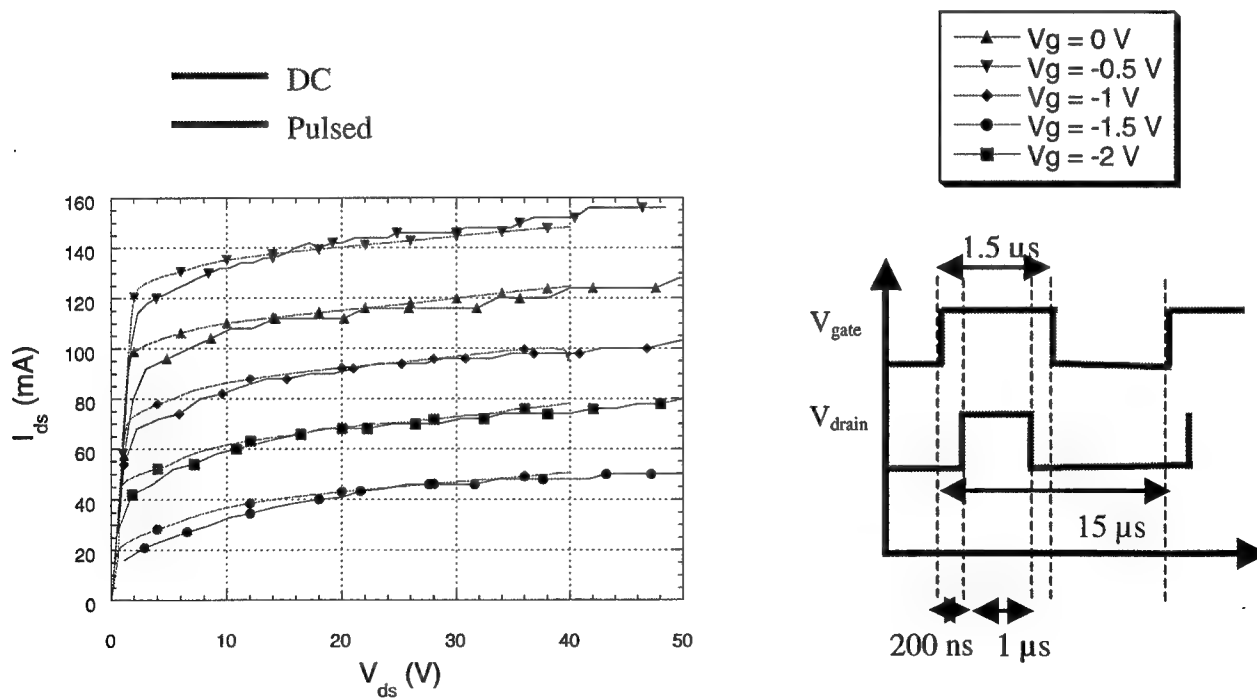 DC
Pulsed
Vg = 0 V
Vg = -0.5 V
Vg = -1 V
Vg = -1.5 V
Vg = -2 V
160
140
120
100
80
60
40
20
0
I_ds (mA)
0 10 20 30 40 50
V_ds (V)
1.5 µs
V_gate
V_drain
15 µs
200 ns 1 µs